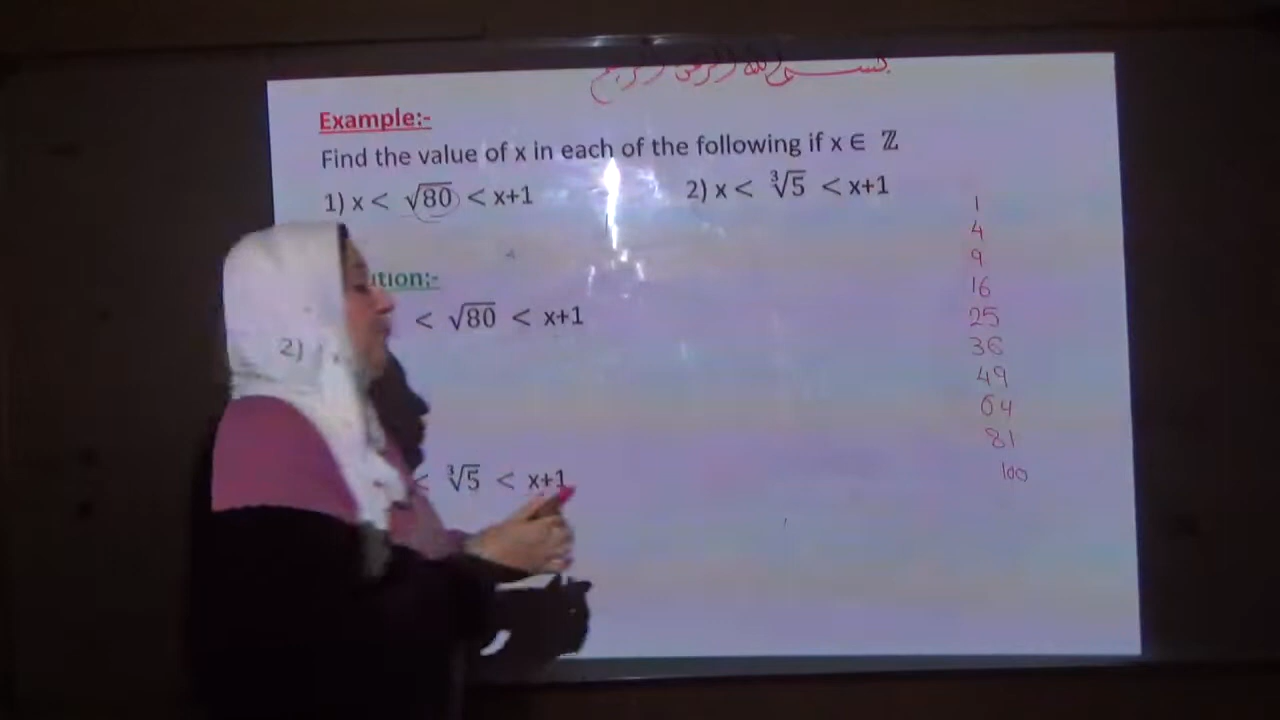 بسم الله الرحمن الرحيم
Example:-
Find the value of x in each of the following if x ∈ ℤ
1) x < √80 < x+1 2) x < ∛5 < x+1
ution:-
< √80 < x+1
2)
< ∛5 < x+1
1
4
9
16
25
36
49
64
81
100